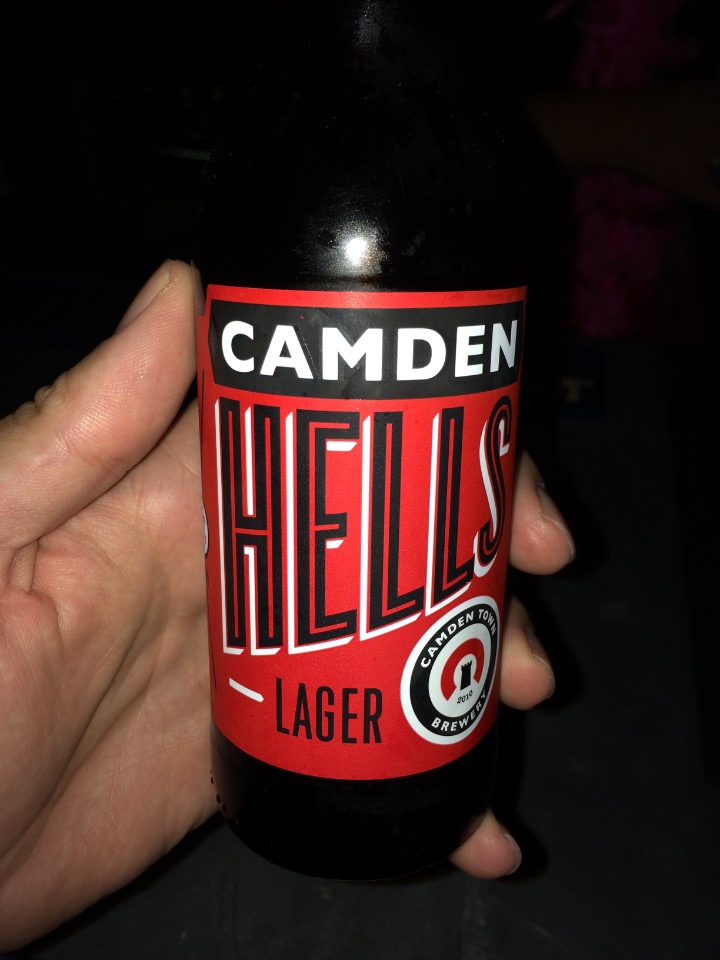 CAMDEN
HELLS
LAGER
CAMDEN TOWN
2010
BREWERY